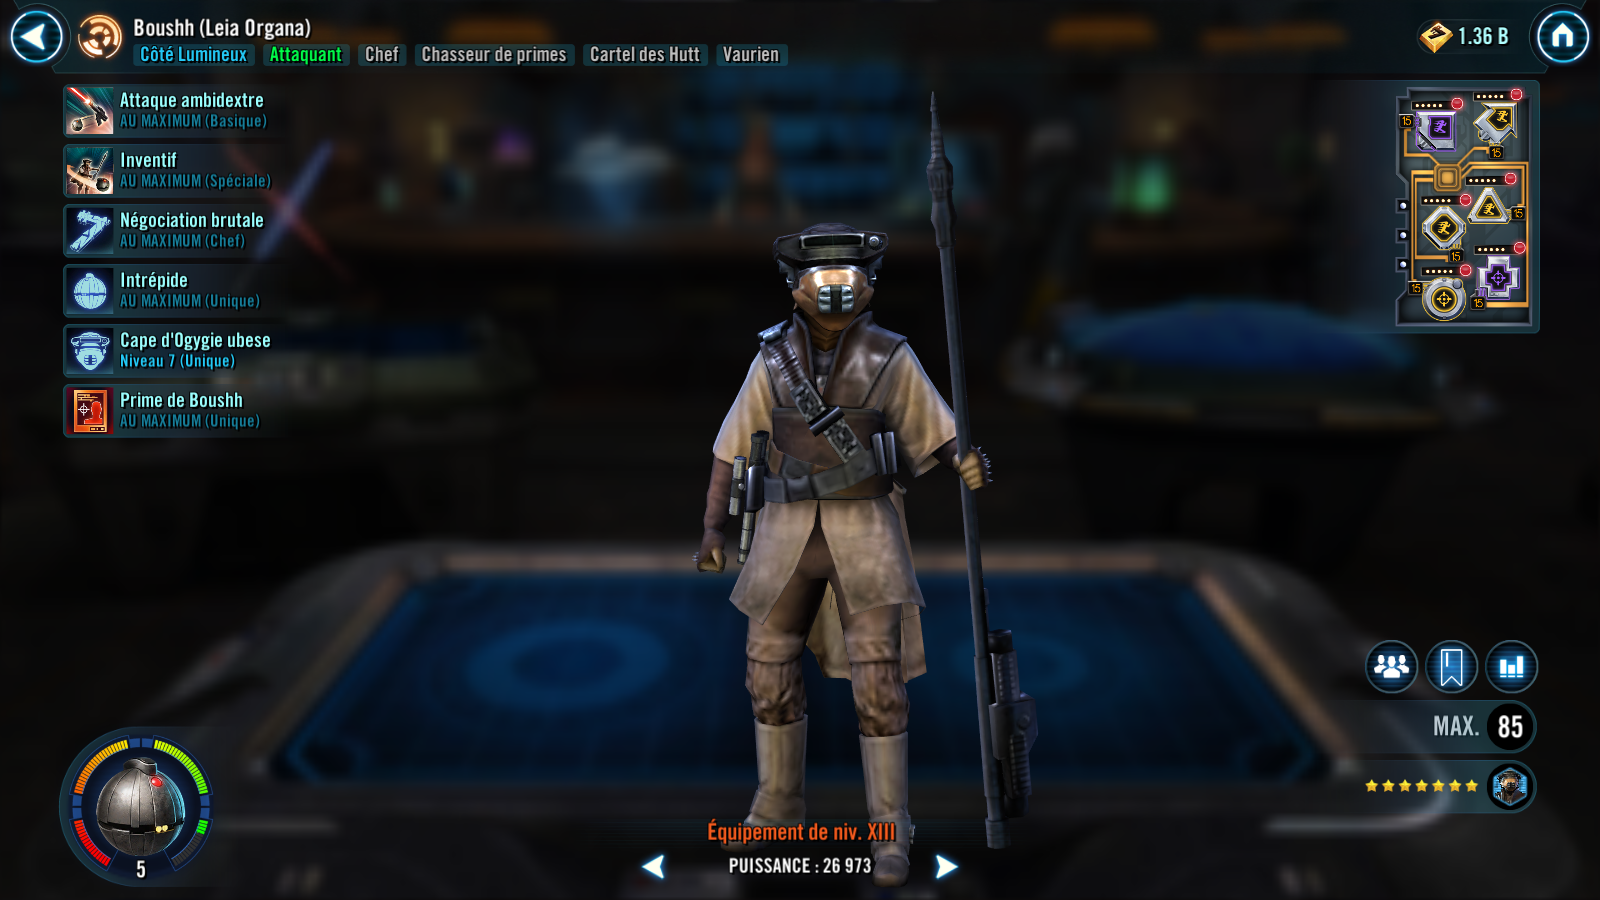 Boushh (Leia Organa)
1.36 B
Côté Lumineux Attaquant Chef Chasseur de primes Cartel des Hutt Vaurien
Attaque ambidextre
AU MAXIMUM (Basique)
Inventif
AU MAXIMUM (Spéciale)
Négociation brutale
AU MAXIMUM (Chef)
Intrépide
AU MAXIMUM (Unique)
Cape d'Ogygie ubese
Niveau 7 (Unique)
Prime de Boushh
AU MAXIMUM (Unique)
15
15
15
15
15
15
MAX. 85
5
Équipement de niv. XIII
PUISSANCE : 26 973